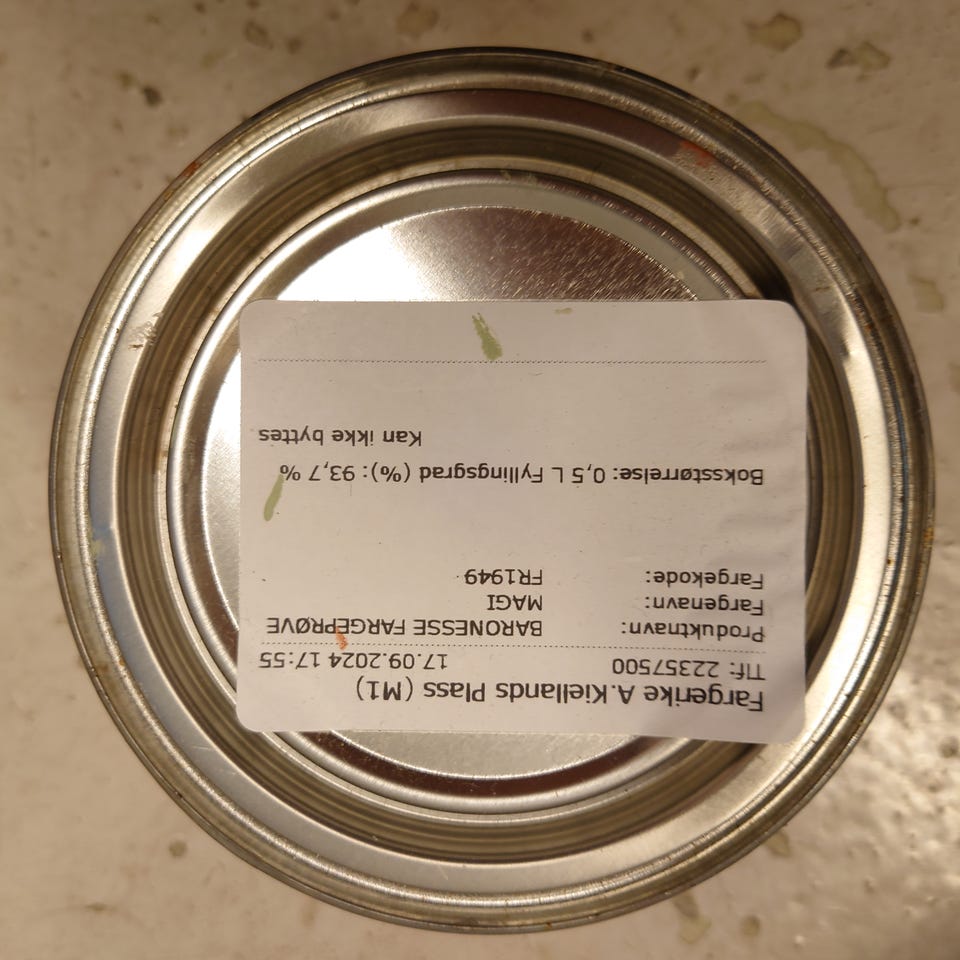 Fargerike A.Kiellands Plass (M1)
Tlf: 22357500 17.09.2024 17:55
Produktnavn: BARONESSE FARGEPRØVE
Fargenavn: MAGI
Fargekode: FR1949
Boksstørrelse: 0,5 L Fyllingsgrad (%): 93,7 %
Kan ikke byttes